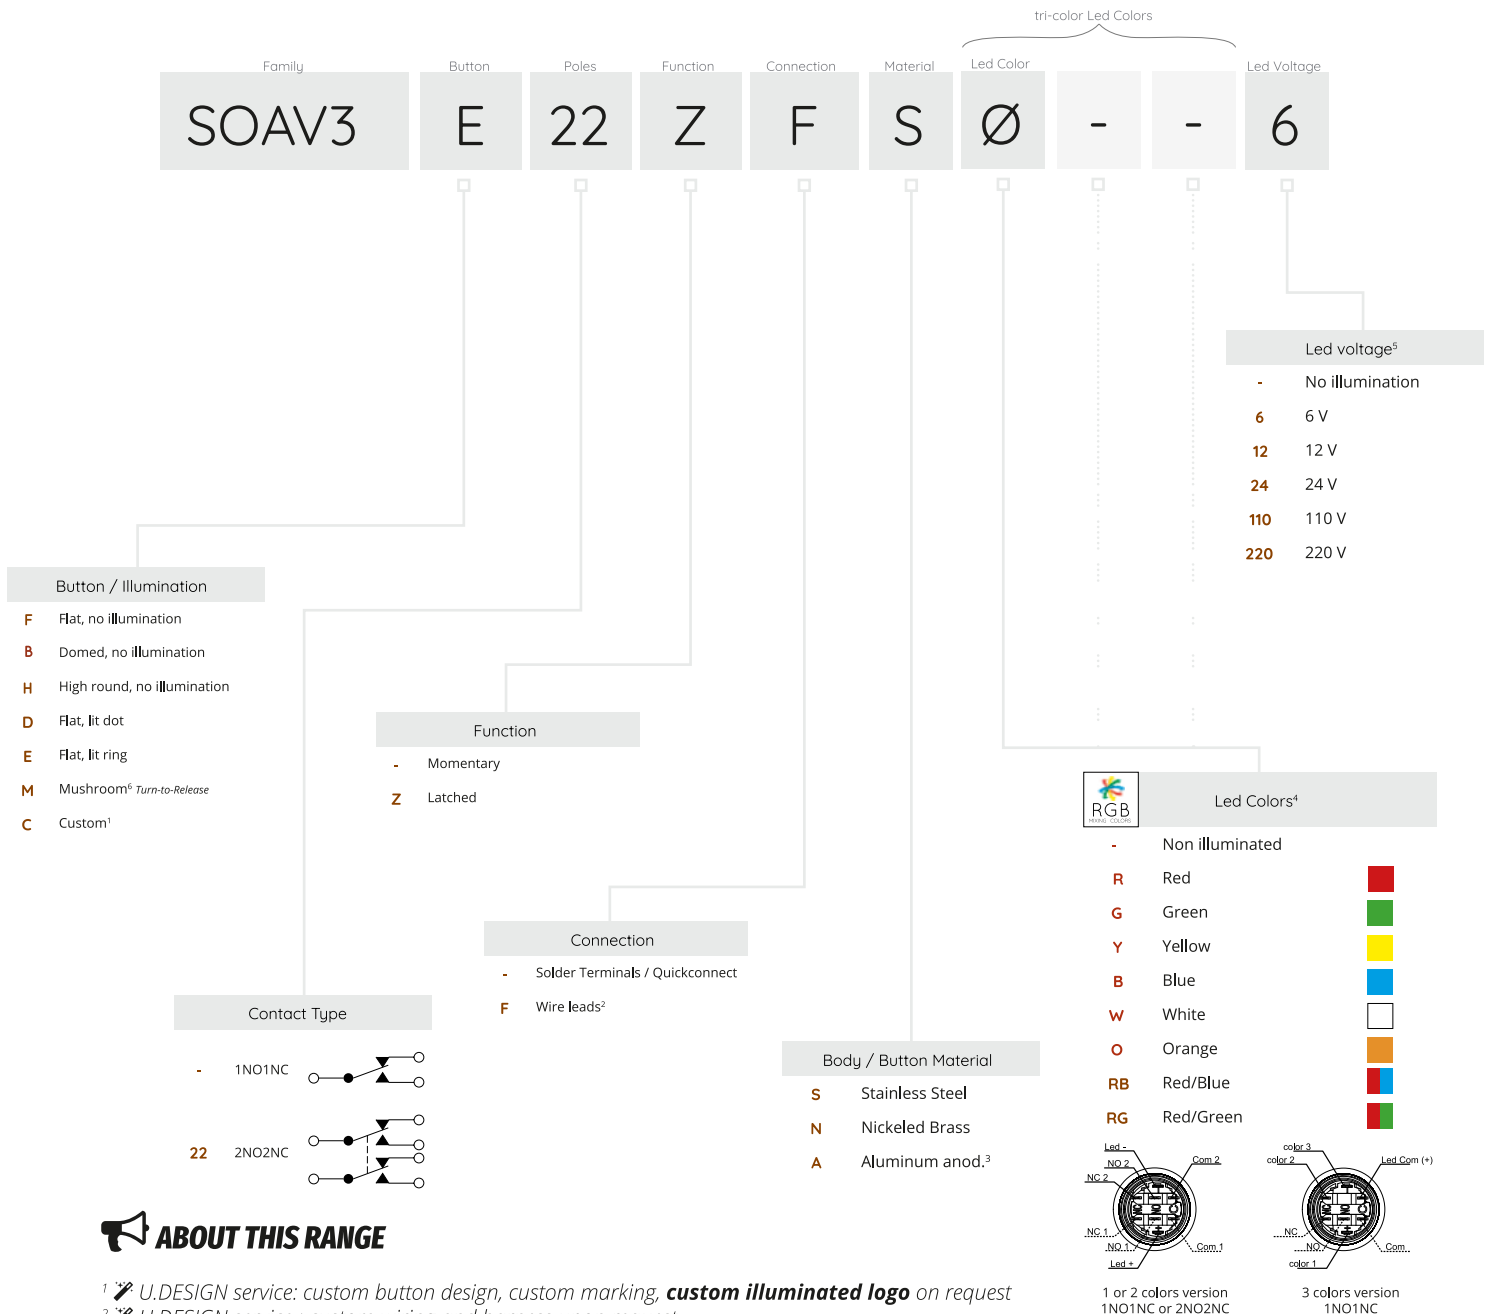 tri-color Led Colors
Family Button Poles Function Connection Material Led Color Led Voltage
SOAV3 E 22 Z F S Ø - - 6
Led voltage⁵
- No illumination
6 6 V
12 12 V
24 24 V
110 110 V
220 220 V
Button / Illumination
F Flat, no illumination
B Domed, no illumination
H High round, no illumination
D Flat, lit dot
E Flat, lit ring
M Mushroom⁶ Turn-to-Release
C Custom¹
Function
- Momentary
Z Latched
RGB
MIXING COLORS
Led Colors⁴
- Non illuminated
R Red
G Green
Y Yellow
B Blue
W White
O Orange
RB Red/Blue
RG Red/Green
Connection
- Solder Terminals / Quickconnect
F Wire leads²
Contact Type
- 1NO1NC
22 2NO2NC
Body / Button Material
S Stainless Steel
N Nickeled Brass
A Aluminum anod.³
Led -
NO 2
NC 2
Com 2
NC 1
NO 1
Led +
Com 1
1 or 2 colors version
1NO1NC or 2NO2NC
color 3
color 2
Led Com (+)
NC
NO
color 1
Com
3 colors version
1NO1NC
ABOUT THIS RANGE
¹ U.DESIGN service: custom button design, custom marking, custom illuminated logo on request